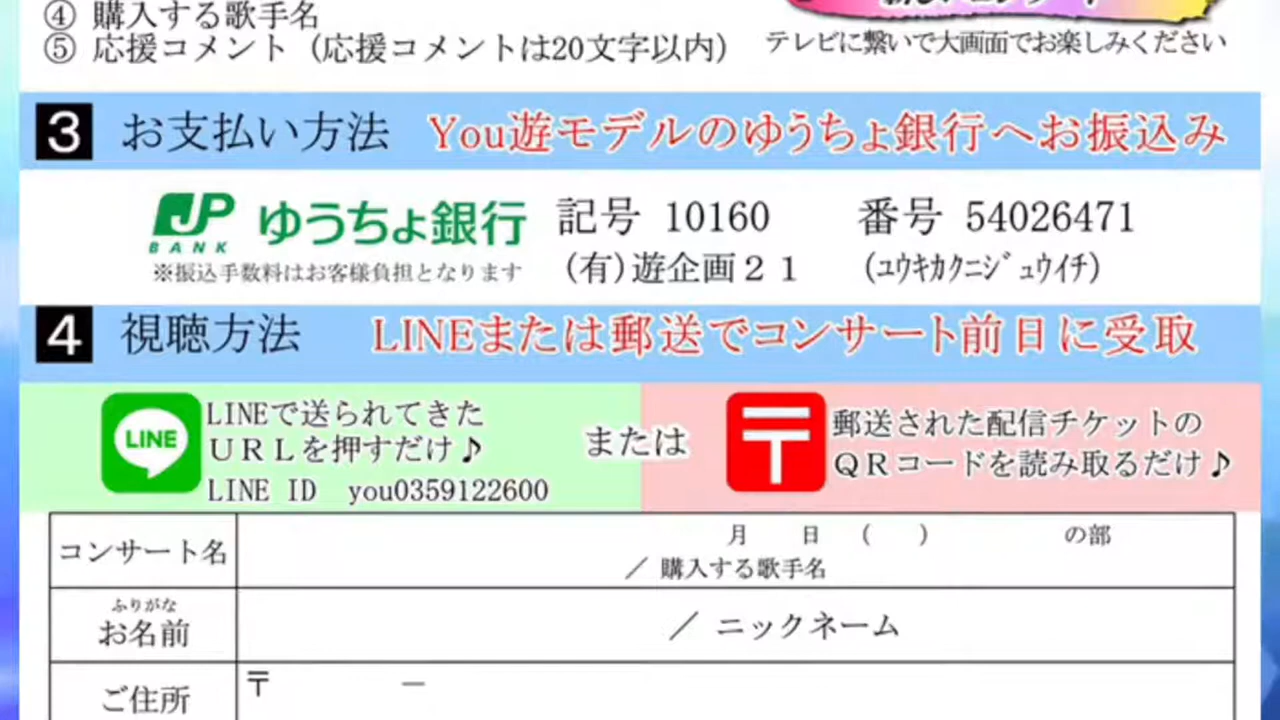 ④ 購入する歌手名
⑤ 応援コメント (応援コメントは20文字以内)
テレビに繋いで大画面でお楽しみください
3 お支払い方法 You遊モデルのゆうちょ銀行へお振込み
JP BANK ゆうちょ銀行 記号 10160 番号 54026471
※振込手数料はお客様負担となります (有)遊企画21 (ﾕｳｷｶｸﾆｼﾞｭｳｲﾁ)
4 視聴方法 LINEまたは郵送でコンサート前日に受取
LINE
LINEで送られてきた
URLを押すだけ♪
LINE ID you0359122600
または
〒
郵送された配信チケットの
QRコードを読み取るだけ♪
コンサート名 月 日 ( ) の部
/ 購入する歌手名
ふりがな
お名前 / ニックネーム
ご住所 〒 －